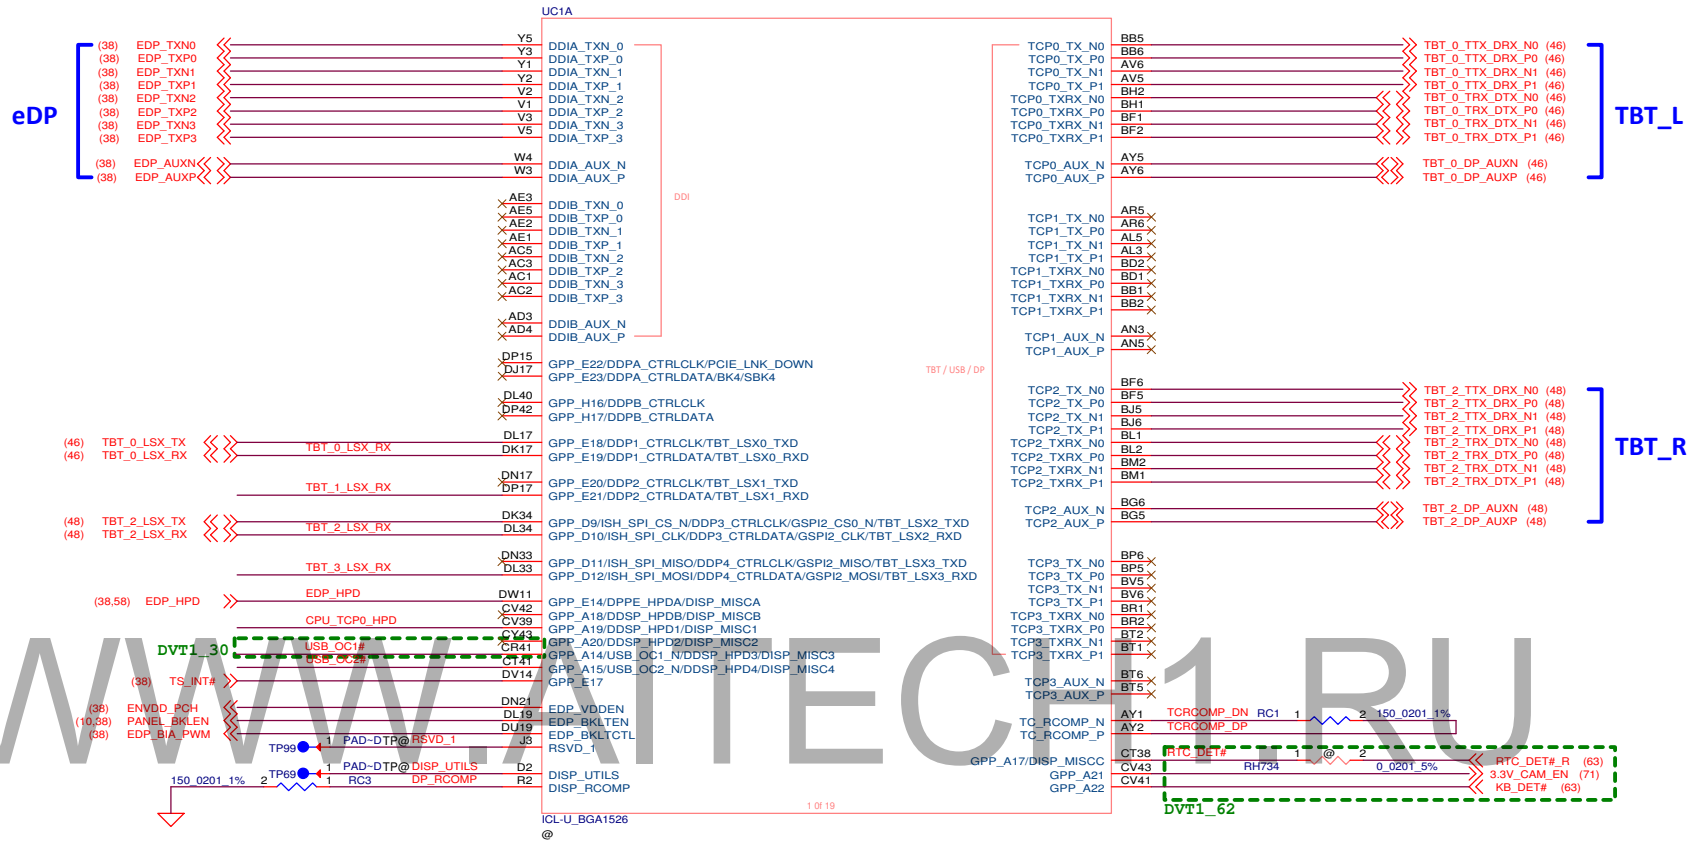 UC1A
eDP
(38) EDP_TXN0 Y5 DDIA_TXN_0
(38) EDP_TXP0 Y3 DDIA_TXP_0
(38) EDP_TXN1 Y1 DDIA_TXN_1
(38) EDP_TXP1 Y2 DDIA_TXP_1
(38) EDP_TXN2 V2 DDIA_TXN_2
(38) EDP_TXP2 V1 DDIA_TXP_2
(38) EDP_TXN3 V3 DDIA_TXN_3
(38) EDP_TXP3 V5 DDIA_TXP_3
(38) EDP_AUXN W4 DDIA_AUX_N
(38) EDP_AUXP W3 DDIA_AUX_P
DDI
AE3 DDIB_TXN_0
AE5 DDIB_TXP_0
AE2 DDIB_TXN_1
AE1 DDIB_TXP_1
AC5 DDIB_TXN_2
AC3 DDIB_TXP_2
AC1 DDIB_TXN_3
AC2 DDIB_TXP_3
AD3 DDIB_AUX_N
AD4 DDIB_AUX_P
DP15 GPP_E22/DDPA_CTRLCLK/PCIE_LNK_DOWN
DJ17 GPP_E23/DDPA_CTRLDATA/BK4/SBK4
DL40 GPP_H16/DDPB_CTRLCLK
DP42 GPP_H17/DDPB_CTRLDATA
(46) TBT_0_LSX_TX DL17 GPP_E18/DDP1_CTRLCLK/TBT_LSX0_TXD
(46) TBT_0_LSX_RX TBT_0_LSX_RX DK17 GPP_E19/DDP1_CTRLDATA/TBT_LSX0_RXD
DN17 GPP_E20/DDP2_CTRLCLK/TBT_LSX1_TXD
TBT_1_LSX_RX DP17 GPP_E21/DDP2_CTRLDATA/TBT_LSX1_RXD
(48) TBT_2_LSX_TX DK34 GPP_D9/ISH_SPI_CS_N/DDP3_CTRLCLK/GSPI2_CS0_N/TBT_LSX2_TXD
(48) TBT_2_LSX_RX TBT_2_LSX_RX DL34 GPP_D10/ISH_SPI_CLK/DDP3_CTRLDATA/GSPI2_CLK/TBT_LSX2_RXD
DN33 GPP_D11/ISH_SPI_MISO/DDP4_CTRLCLK/GSPI2_MISO/TBT_LSX3_TXD
TBT_3_LSX_RX DL33 GPP_D12/ISH_SPI_MOSI/DDP4_CTRLDATA/GSPI2_MOSI/TBT_LSX3_RXD
(38,58) EDP_HPD EDP_HPD DW11 GPP_E14/DPPE_HPDA/DISP_MISCA
CV42 GPP_A18/DDSP_HPDB/DISP_MISCB
CPU_TCP0_HPD CV39 GPP_A19/DDSP_HPD1/DISP_MISC1
CY43 GPP_A20/DDSP_HPD2/DISP_MISC2
DVT1_30 USB_OC1# CR41 GPP_A14/USB_OC1_N/DDSP_HPD3/DISP_MISC3
USB_OC2# CT41 GPP_A15/USB_OC2_N/DDSP_HPD4/DISP_MISC4
(38) TS_INT# DV14 GPP_E17
(38) ENVDD_PCH DN21 EDP_VDDEN
(10,38) PANEL_BKLEN DL19 EDP_BKLTEN
(38) EDP_BIA_PWM DU19 EDP_BKLTCTL
TP99 1 PAD~DTP@ RSVD_1 J3 RSVD_1
TP69 1 PAD~DTP@ DISP_UTILS D2 DISP_UTILS
150_0201_1% 2 RC3 1 DP_RCOMP R2 DISP_RCOMP
TCP0_TX_N0 BB5 TBT_0_TTX_DRX_N0 (46)
TCP0_TX_P0 BB6 TBT_0_TTX_DRX_P0 (46)
TCP0_TX_N1 AV6 TBT_0_TTX_DRX_N1 (46)
TCP0_TX_P1 AV5 TBT_0_TTX_DRX_P1 (46)
TCP0_TXRX_N0 BH2 TBT_0_TRX_DTX_N0 (46)
TCP0_TXRX_P0 BH1 TBT_0_TRX_DTX_P0 (46)
TCP0_TXRX_N1 BF1 TBT_0_TRX_DTX_N1 (46)
TCP0_TXRX_P1 BF2 TBT_0_TRX_DTX_P1 (46)
TCP0_AUX_N AY5 TBT_0_DP_AUXN (46)
TCP0_AUX_P AY6 TBT_0_DP_AUXP (46)
TBT_L
TCP1_TX_N0 AR5
TCP1_TX_P0 AR6
TCP1_TX_N1 AL5
TCP1_TX_P1 AL3
TCP1_TXRX_N0 BD2
TCP1_TXRX_P0 BD1
TCP1_TXRX_N1 BB1
TCP1_TXRX_P1 BB2
TCP1_AUX_N AN3
TCP1_AUX_P AN5
TBT / USB / DP
TCP2_TX_N0 BF6 TBT_2_TTX_DRX_N0 (48)
TCP2_TX_P0 BF5 TBT_2_TTX_DRX_P0 (48)
TCP2_TX_N1 BJ5 TBT_2_TTX_DRX_N1 (48)
TCP2_TX_P1 BJ6 TBT_2_TTX_DRX_P1 (48)
TCP2_TXRX_N0 BL1 TBT_2_TRX_DTX_N0 (48)
TCP2_TXRX_P0 BL2 TBT_2_TRX_DTX_P0 (48)
TCP2_TXRX_N1 BM2 TBT_2_TRX_DTX_N1 (48)
TCP2_TXRX_P1 BM1 TBT_2_TRX_DTX_P1 (48)
TCP2_AUX_N BG6 TBT_2_DP_AUXN (48)
TCP2_AUX_P BG5 TBT_2_DP_AUXP (48)
TBT_R
TCP3_TX_N0 BP6
TCP3_TX_P0 BP5
TCP3_TX_N1 BV5
TCP3_TX_P1 BV6
TCP3_TXRX_N0 BR1
TCP3_TXRX_P0 BR2
TCP3_TXRX_N1 BT2
TCP3_TXRX_P1 BT1
TCP3_AUX_N BT6
TCP3_AUX_P BT5
TC_RCOMP_N AY1 TCRCOMP_DN RC1 1 2 150_0201_1%
TC_RCOMP_P AY2 TCRCOMP_DP
GPP_A17/DISP_MISCC CT38 RTC_DET# 1 @ 2 RTC_DET#_R (63)
GPP_A21 CV43 RH734 0_0201_5% 3.3V_CAM_EN (71)
GPP_A22 CV41 KB_DET# (63)
DVT1_62
1 0f 19
ICL-U_BGA1526
@
WWW.AITECH1.RU